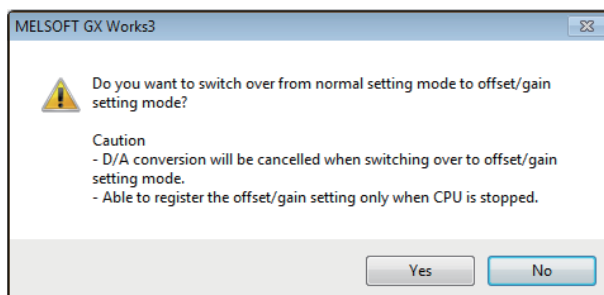 MELSOFT GX Works3
Do you want to switch over from normal setting mode to offset/gain
setting mode?
Caution
- D/A conversion will be cancelled when switching over to offset/gain
setting mode.
- Able to register the offset/gain setting only when CPU is stopped.
Yes
No